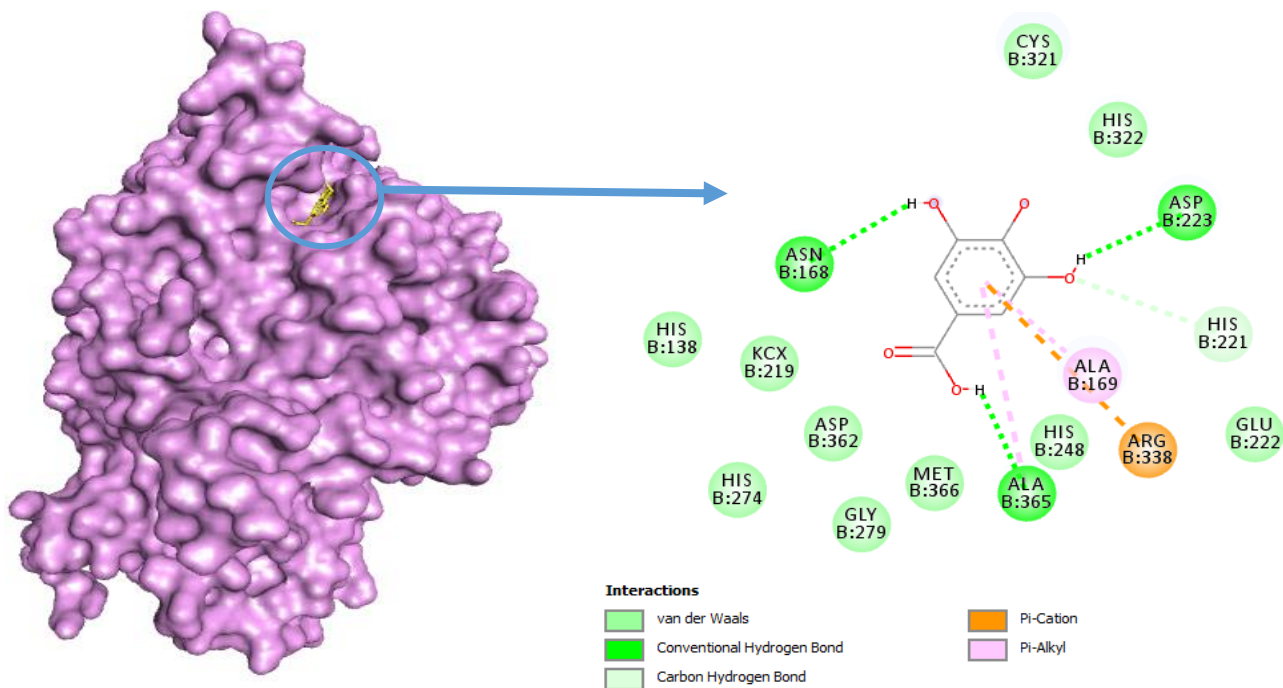 CYS
B:321
HIS
B:322
ASP
B:223
H
O
O
H
O
ASN
B:168
HIS
B:221
HIS
B:138
KCX
B:219
O
O
H
ALA
B:169
ASP
B:362
HIS
B:248
ARG
B:338
GLU
B:222
HIS
B:274
MET
B:366
ALA
B:365
GLY
B:279
Interactions
van der Waals
Conventional Hydrogen Bond
Carbon Hydrogen Bond
Pi-Cation
Pi-Alkyl